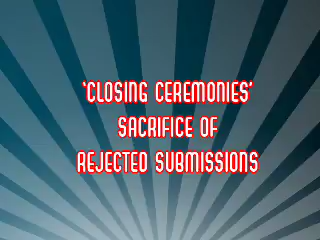 'CLOSING CEREMONIES'
SACRIFICE OF
REJECTED SUBMISSIONS